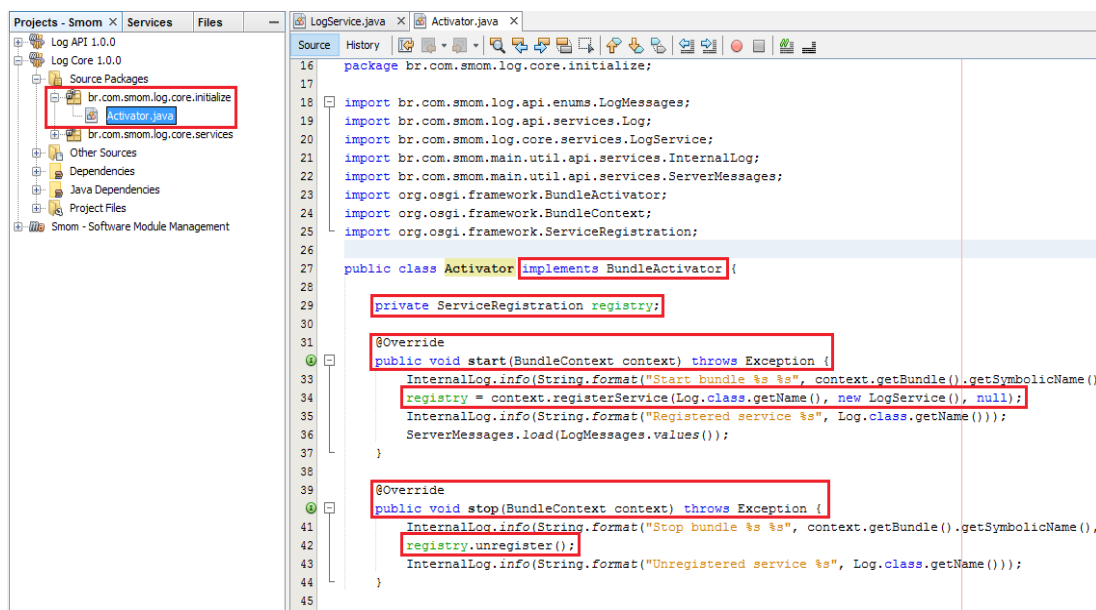 Projects - Smom × Services Files
Log API 1.0.0
Log Core 1.0.0
Source Packages
br.com.smom.log.core.initialize
Activator.java
br.com.smom.log.core.services
Other Sources
Dependencies
Java Dependencies
Project Files
Smom - Software Module Management
LogService.java × Activator.java ×
Source History
16 package br.com.smom.log.core.initialize;
17
18 import br.com.smom.log.api.enums.LogMessages;
19 import br.com.smom.log.api.services.Log;
20 import br.com.smom.log.core.services.LogService;
21 import br.com.smom.main.util.api.services.InternalLog;
22 import br.com.smom.main.util.api.services.ServerMessages;
23 import org.osgi.framework.BundleActivator;
24 import org.osgi.framework.BundleContext;
25 import org.osgi.framework.ServiceRegistration;
26
27 public class Activator implements BundleActivator {
28
29 private ServiceRegistration registry;
30
31 @Override
public void start(BundleContext context) throws Exception {
33 InternalLog.info(String.format("Start bundle %s %s", context.getBundle().getSymbolicName()
34 registry = context.registerService(Log.class.getName(), new LogService(), null);
35 InternalLog.info(String.format("Registered service %s", Log.class.getName()));
36 ServerMessages.load(LogMessages.values());
37 }
38
39 @Override
public void stop(BundleContext context) throws Exception {
41 InternalLog.info(String.format("Stop bundle %s %s", context.getBundle().getSymbolicName(),
42 registry.unregister();
43 InternalLog.info(String.format("Unregistered service %s", Log.class.getName()));
44 }
45